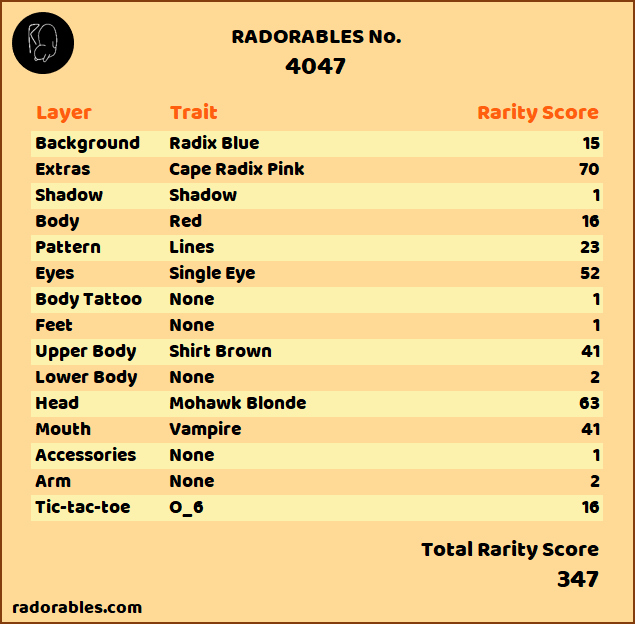 RADORABLES No.
4047
Layer Trait Rarity Score
Background Radix Blue 15
Extras Cape Radix Pink 70
Shadow Shadow 1
Body Red 16
Pattern Lines 23
Eyes Single Eye 52
Body Tattoo None 1
Feet None 1
Upper Body Shirt Brown 41
Lower Body None 2
Head Mohawk Blonde 63
Mouth Vampire 41
Accessories None 1
Arm None 2
Tic-tac-toe O_6 16
Total Rarity Score
347
radorables.com